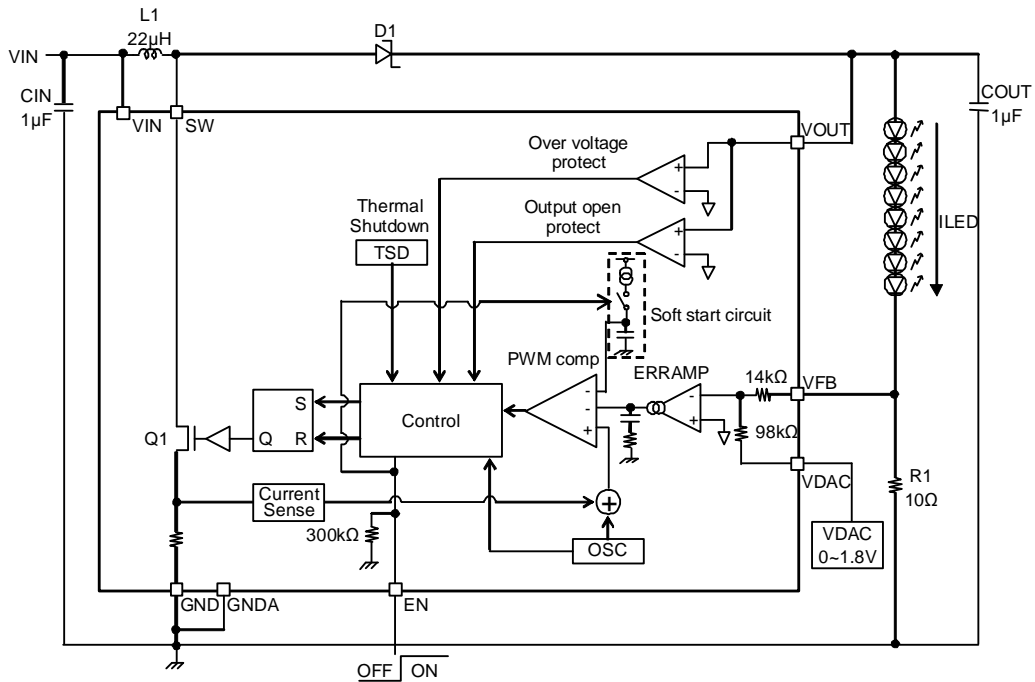 L1
22μH
D1
VIN
CIN
1μF
COUT
1μF
VIN
SW
VOUT
Over voltage
protect
+
-
Output open
protect
+
-
Thermal
Shutdown
TSD
ILED
Soft start circuit
PWM comp
ERRAMP
14kΩ
VFB
S
Q
R
Control
-
-
+
-
+
98kΩ
Q1
VDAC
R1
10Ω
Current
Sense
+
300kΩ
OSC
VDAC
0~1.8V
GND
GNDA
EN
OFF
ON